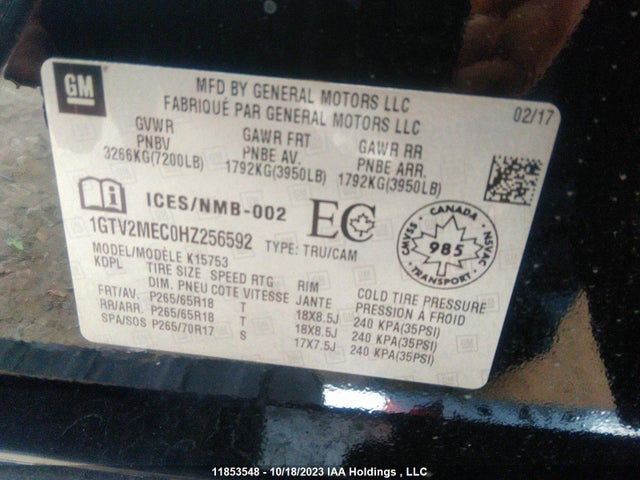 GM
MFD BY GENERAL MOTORS LLC
FABRIQUÉ PAR GENERAL MOTORS LLC
02/17
GVWR GAWR FRT GAWR RR
PNBV PNBE AV. PNBE ARR.
3266KG(7200LB) 1792KG(3950LB) 1792KG(3950LB)
ICES/NMB-002 EC
1GTV2MEC0HZ256592 TYPE: TRU/CAM
CANADA
CMVSS 985 NSVAC
TRANSPORT
MODEL/MODÈLE K15753
KDPL TIRE SIZE SPEED RTG RIM COLD TIRE PRESSURE
DIM. PNEU COTE VITESSE JANTE PRESSION A FROID
FRT/AV. P265/65R18 T 18X8.5J 240 KPA(35PSI)
RR/ARR. P265/65R18 T 18X8.5J 240 KPA(35PSI)
SPA/SOS P265/70R17 S 17X7.5J 240 KPA(35PSI)
11853548 - 10/18/2023 IAA Holdings , LLC